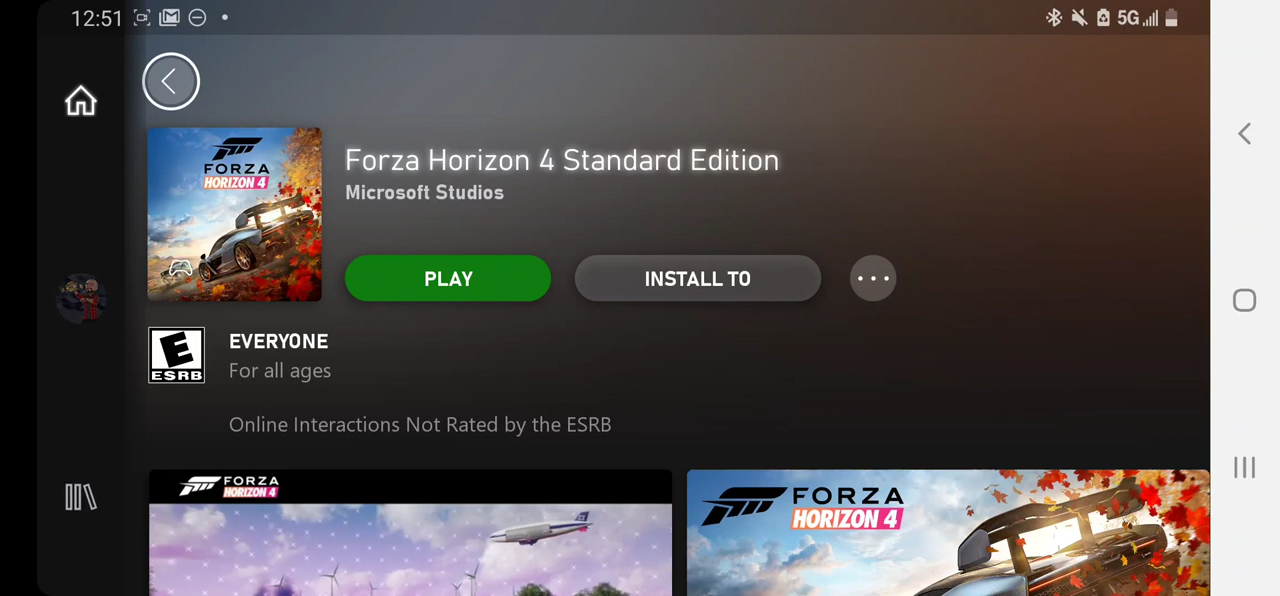 12:51
5G
FORZA
HORIZON 4
Forza Horizon 4 Standard Edition
Microsoft Studios
PLAY
INSTALL TO
E
ESRB
EVERYONE
For all ages
Online Interactions Not Rated by the ESRB
FORZA
HORIZON 4
FORZA
HORIZON 4